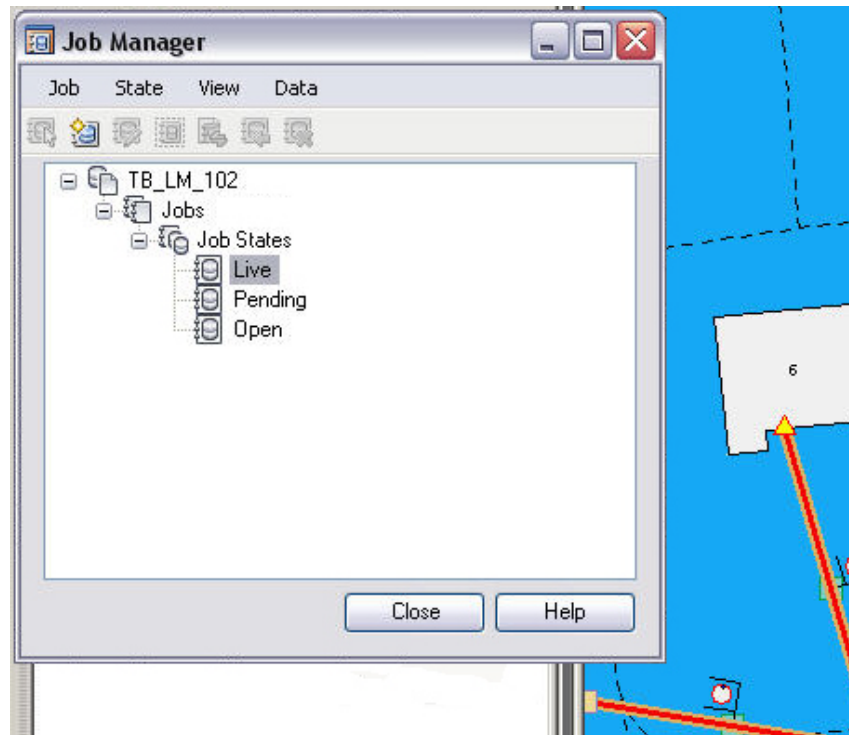 Job Manager
Job State View Data
TB_LM_102
Jobs
Job States
Live
Pending
Open
Close Help
6